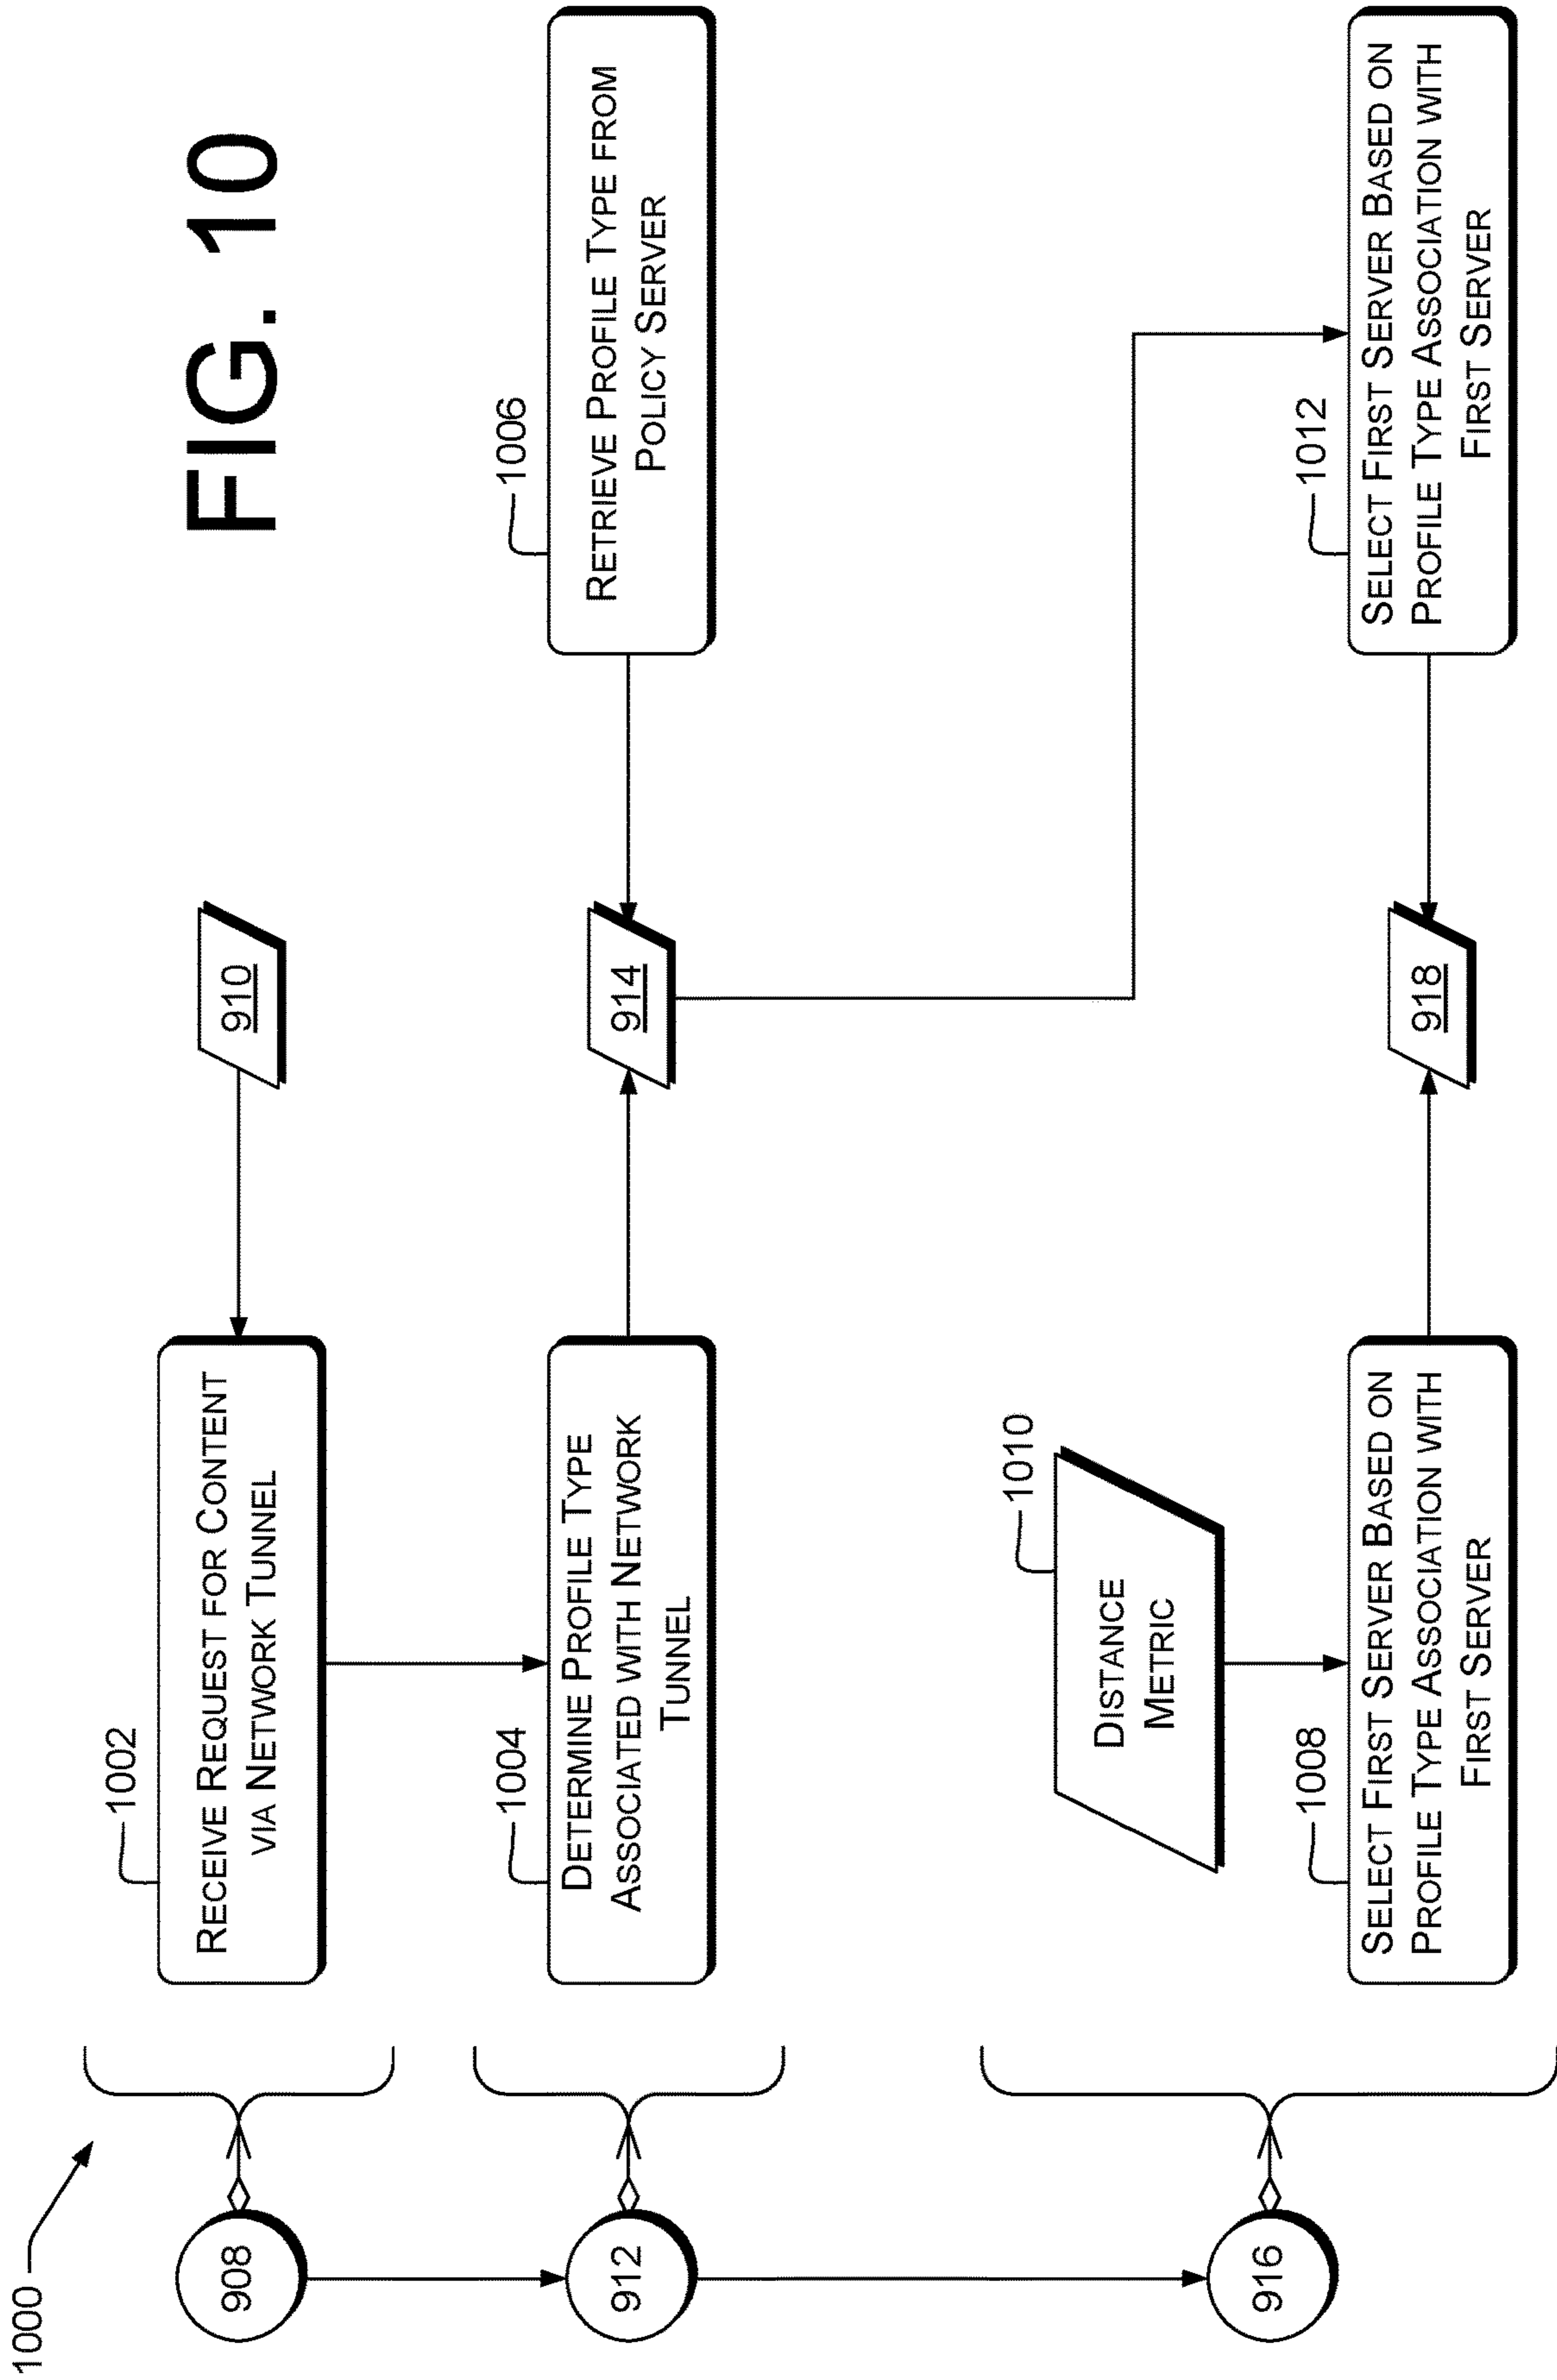 1000
FIG. 10
908
1002
RECEIVE REQUEST FOR CONTENT
VIA NETWORK TUNNEL
910
912
1004
DETERMINE PROFILE TYPE
ASSOCIATED WITH NETWORK
TUNNEL
914
1006
RETRIEVE PROFILE TYPE FROM
POLICY SERVER
1010
DISTANCE
METRIC
916
1008
SELECT FIRST SERVER BASED ON
PROFILE TYPE ASSOCIATION WITH
FIRST SERVER
918
1012
SELECT FIRST SERVER BASED ON
PROFILE TYPE ASSOCIATION WITH
FIRST SERVER